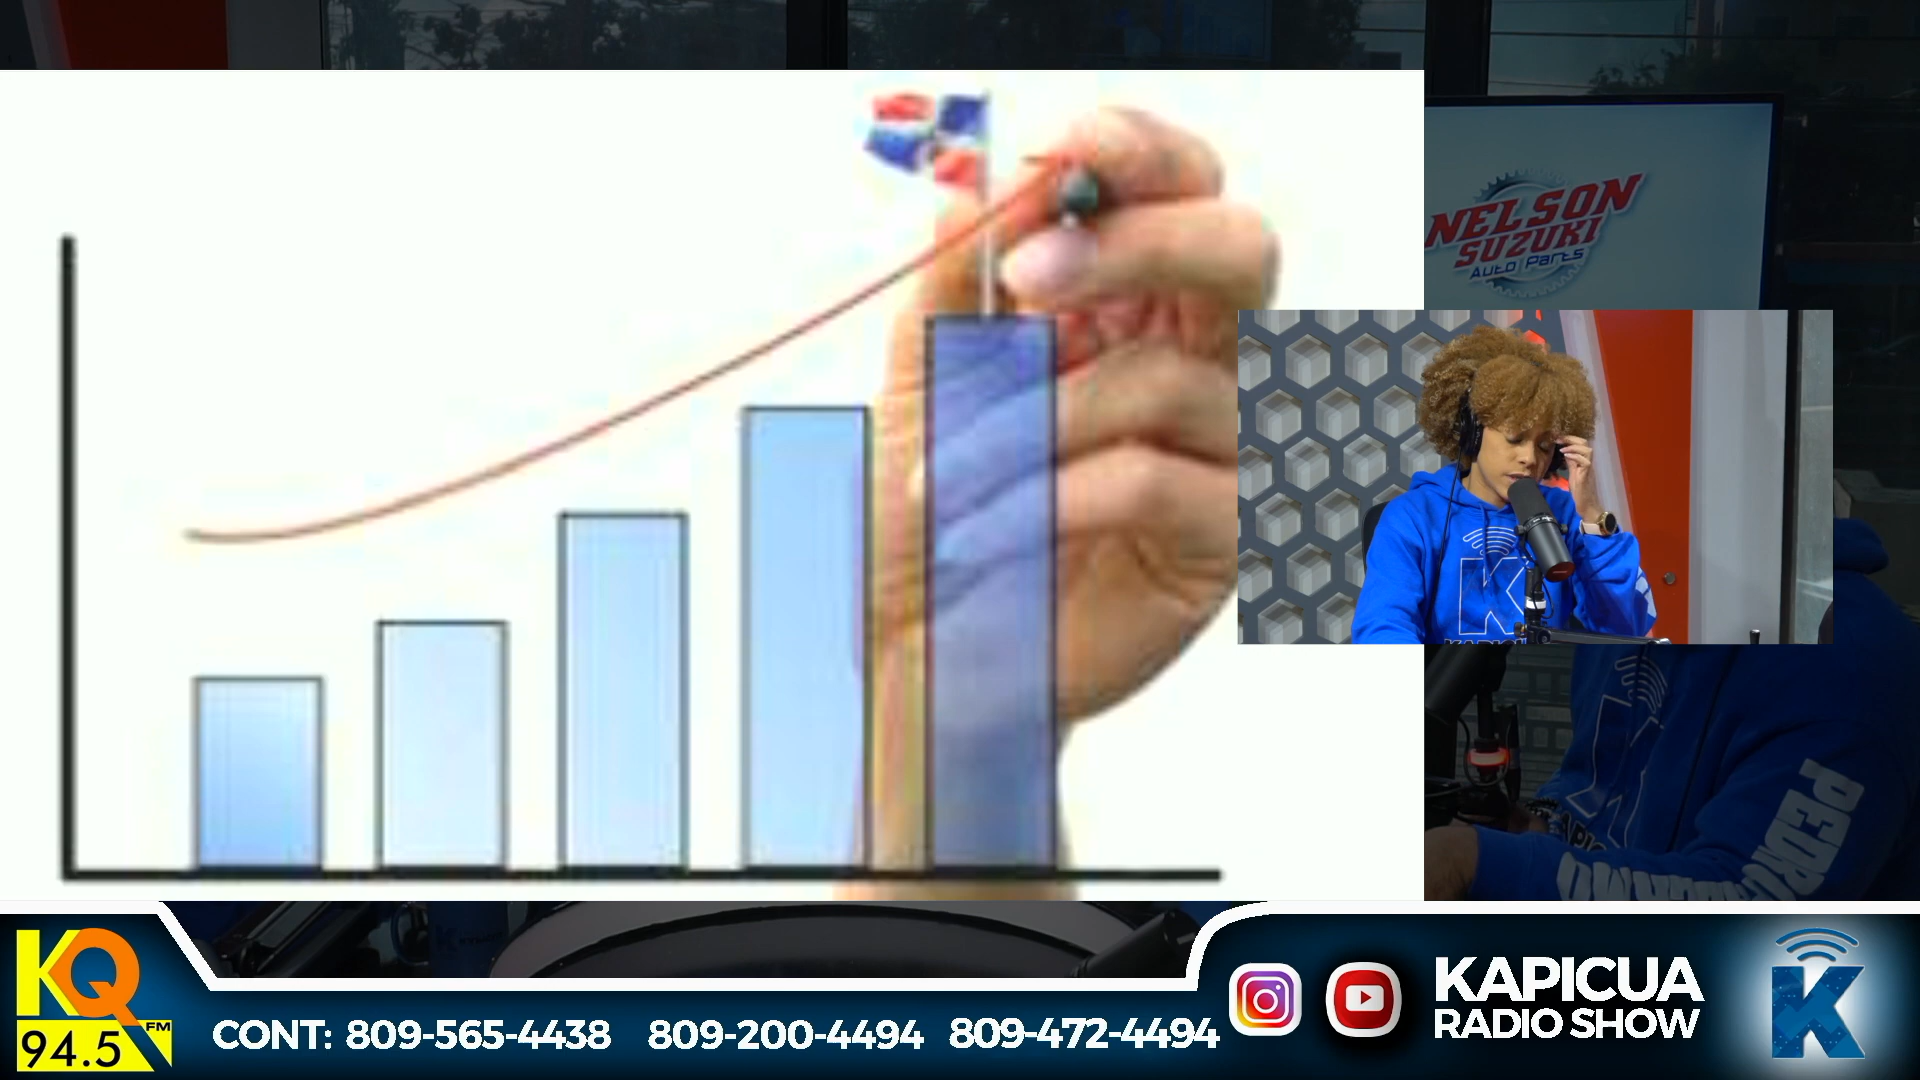 NELSON
SUZUKI
Auto Parts
K
PEDRO
KQ
94.5 FM
CONT: 809-565-4438 809-200-4494 809-472-4494
KAPICUA
RADIO SHOW
K